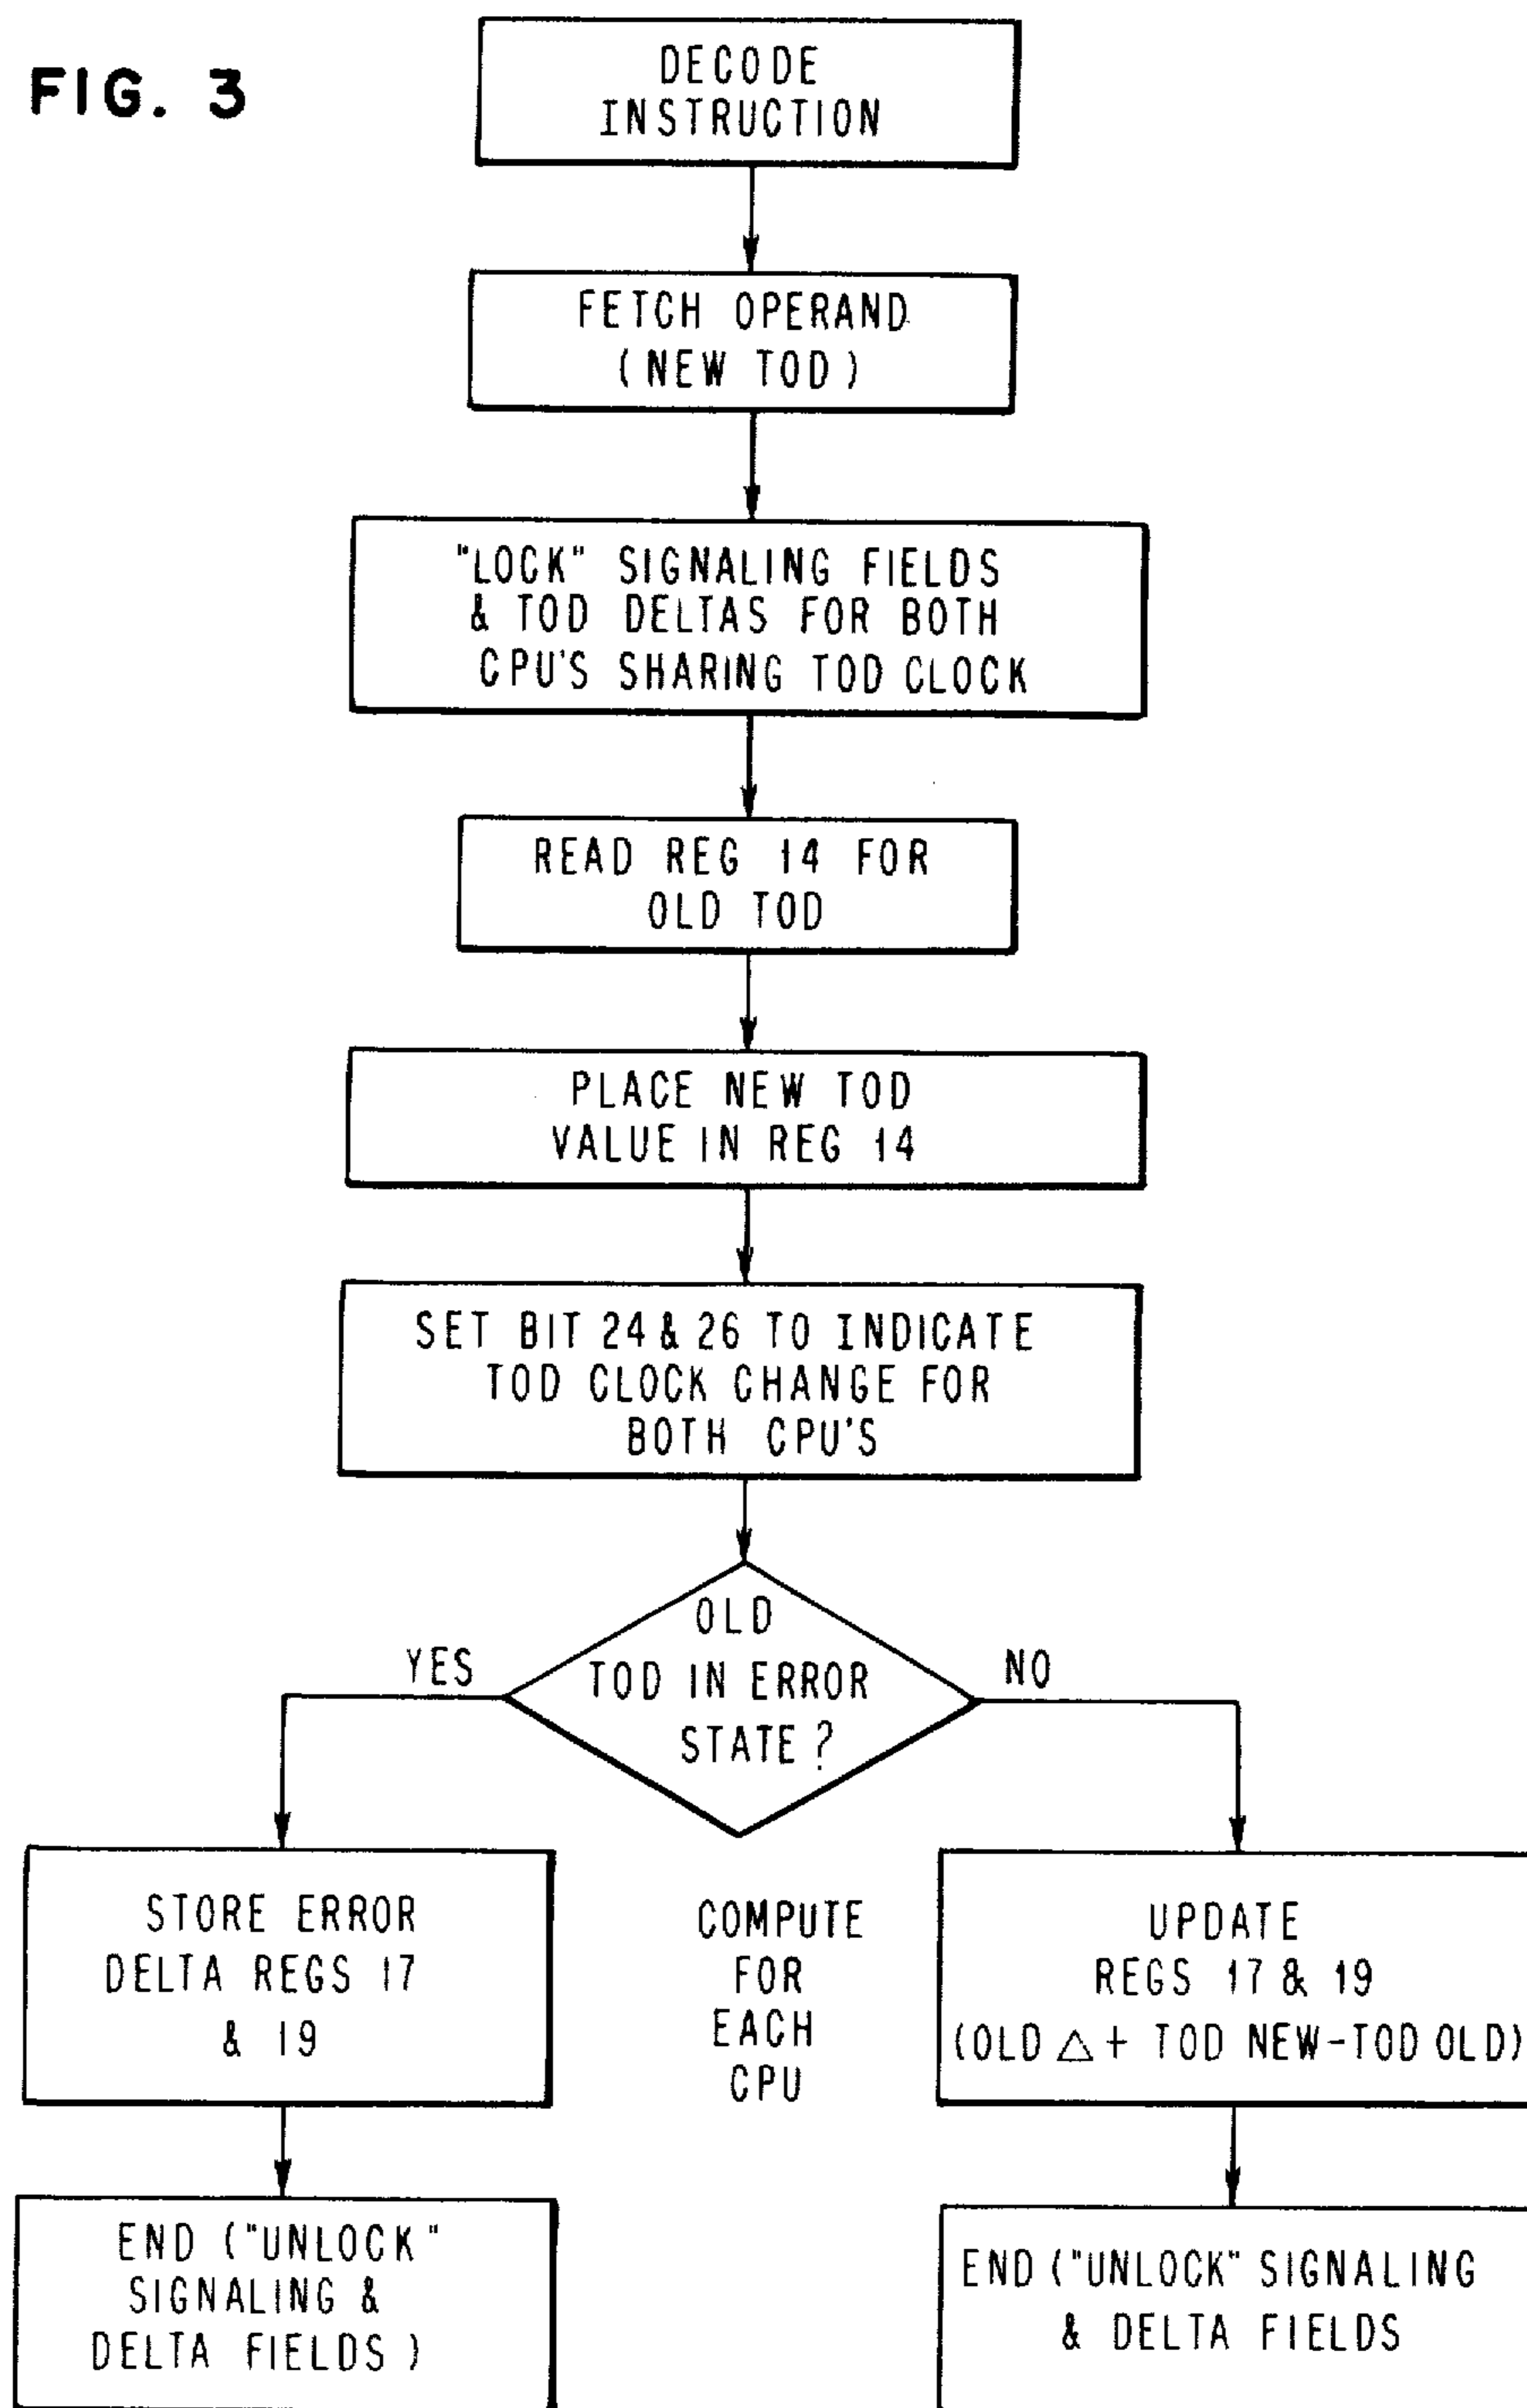 FIG. 3
DECODE
INSTRUCTION
FETCH OPERAND
(NEW TOD)
"LOCK" SIGNALING FIELDS
& TOD DELTAS FOR BOTH
CPU'S SHARING TOD CLOCK
READ REG 14 FOR
OLD TOD
PLACE NEW TOD
VALUE IN REG 14
SET BIT 24 & 26 TO INDICATE
TOD CLOCK CHANGE FOR
BOTH CPU'S
OLD
TOD IN ERROR
STATE?
YES
NO
STORE ERROR
DELTA REGS 17
& 19
COMPUTE
FOR
EACH
CPU
UPDATE
REGS 17 & 19
(OLD △ + TOD NEW-TOD OLD)
END ("UNLOCK"
SIGNALING &
DELTA FIELDS)
END ("UNLOCK" SIGNALING
& DELTA FIELDS